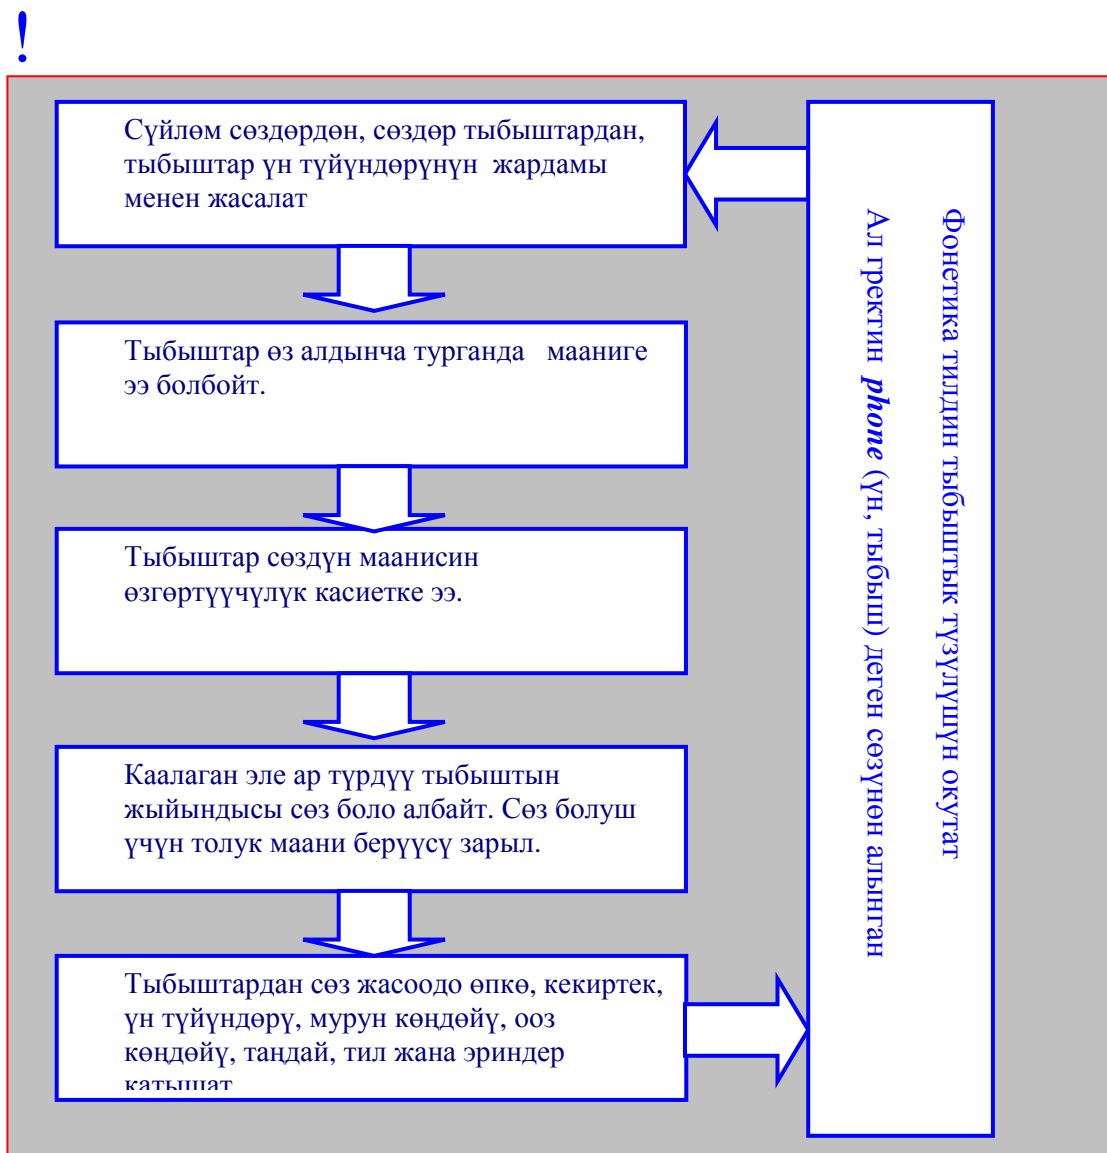 !
Сүйлөм сөздөрдөн, сөздөр тыбыштардан,
тыбыштар үн түйүндөрүнүн жардамы
менен жасалат
Тыбыштар өз алдынча турганда мааниге
ээ болбойт.
Тыбыштар сөздүн маанисин
өзгөртүүчүлүк касиетке ээ.
Каалаган эле ар түрдүү тыбыштын
жыйындысы сөз боло албайт. Сөз болуш
үчүн толук маани берүүсү зарыл.
Тыбыштардан сөз жасоодо өпкө, кекиртек,
үн түйүндөрү, мурун көңдөйү, ооз
көңдөйү, таңдай, тил жана эриндер
катышат
Фонетика тилдин тыбыштык түзүлүшүн окутат
Ал гректин phone (үн, тыбыш) деген сөзүнөн алынган